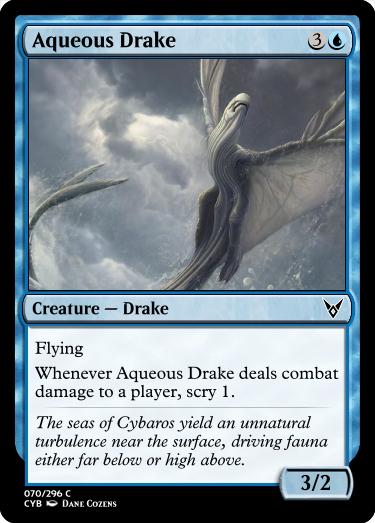 Aqueous Drake 3
Creature — Drake
Flying
Whenever Aqueous Drake deals combat
damage to a player, scry 1.
The seas of Cybaros yield an unnatural
turbulence near the surface, driving fauna
either far below or high above.
3/2
070/296 C
CYB Dane Cozens